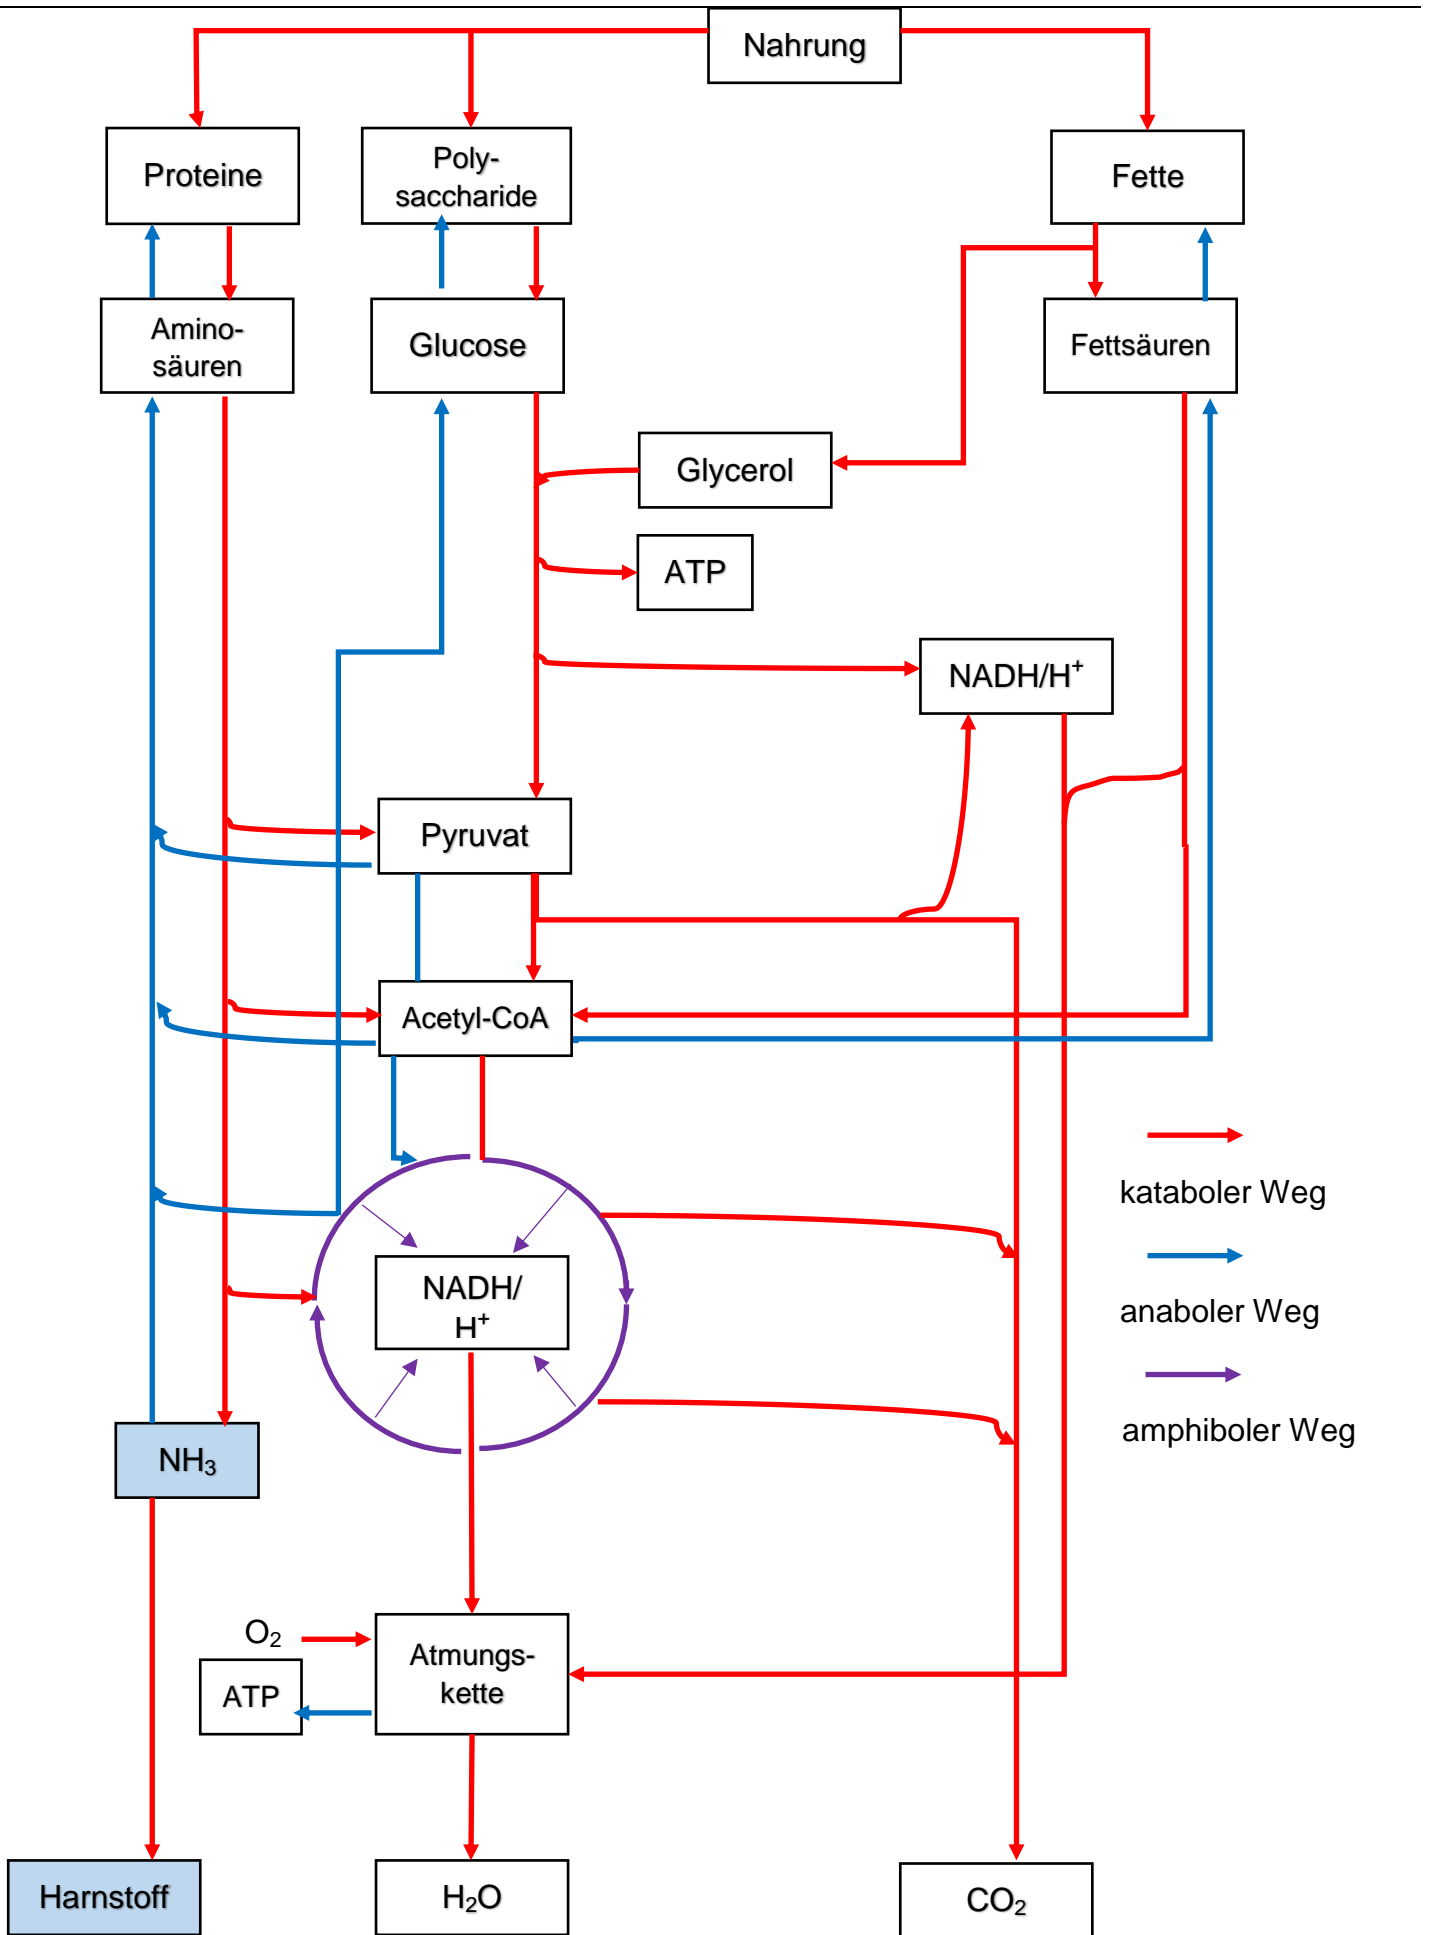 Nahrung
Proteine
Poly-
saccharide
Fette
Amino-
säuren
Glucose
Fettsäuren
Glycerol
ATP
NADH/H⁺
Pyruvat
Acetyl-CoA
kataboler Weg
NADH/
H⁺
anaboler Weg
amphiboler Weg
NH₃
O₂
Atmungs-
kette
ATP
Harnstoff
H₂O
CO₂